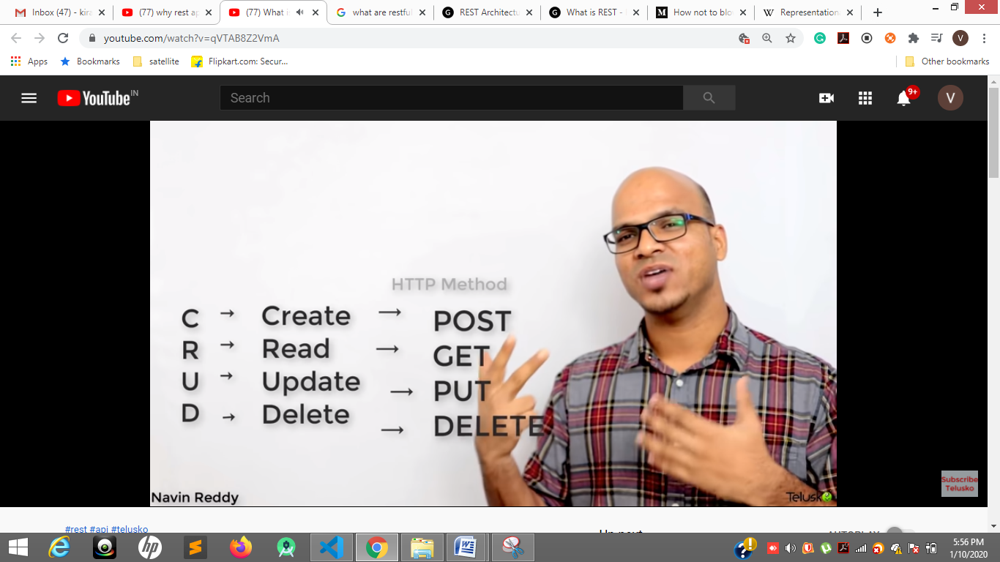 Inbox (47) - kira
(77) why rest ap
(77) What is
what are restful
REST Architectu
What is REST -
How not to blo
Representation
youtube.com/watch?v=qVTAB8Z2VmA
V
Apps
Bookmarks
satellite
Flipkart.com: Secur...
Other bookmarks
YouTube IN
Search
9+
V
HTTP Method
C → Create → POST
R → Read → GET
U → Update → PUT
D → Delete → DELETE
Subscribe
Telusko
Navin Reddy
Telusk
#rest #api #telusko
Up next
AUTOPLAY
5:56 PM
1/10/2020